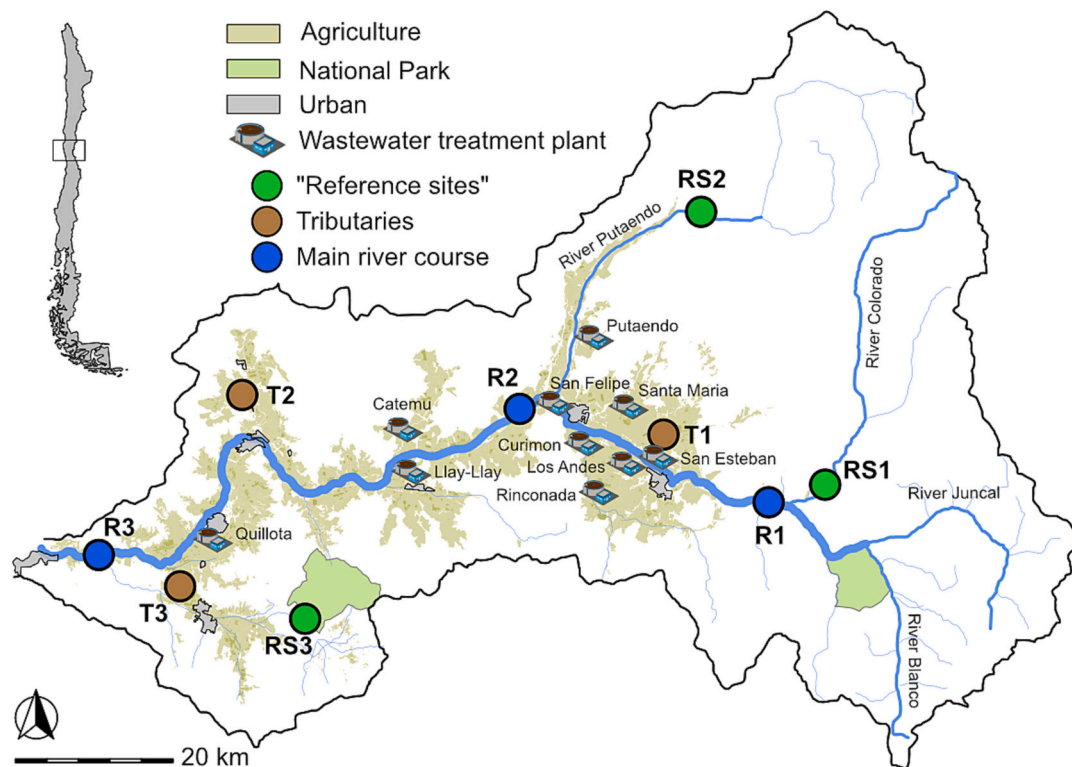 Agriculture
National Park
Urban
Wastewater treatment plant
"Reference sites"
Tributaries
Main river course
RS2
River Putaendo
River Colorado
Putaendo
R2
San Felipe
Santa Maria
T2
Catemu
T1
Curimon
San Esteban
Los Andes
Llay-Llay
RS1
Rinconada
River Juncal
R3
Quillota
R1
T3
RS3
River Blanco
20 km